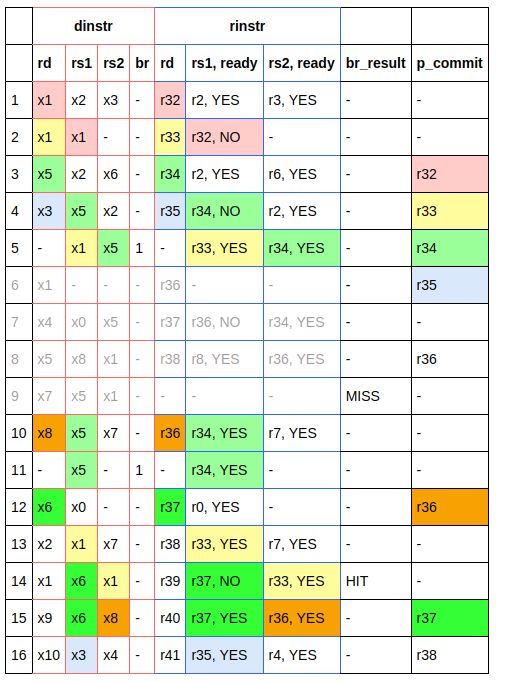 dinstr rinstr
rd rs1 rs2 br rd rs1, ready rs2, ready br_result p_commit
1 x1 x2 x3 - r32 r2, YES r3, YES - -
2 x1 x1 - - r33 r32, NO - - -
3 x5 x2 x6 - r34 r2, YES r6, YES - r32
4 x3 x5 x2 - r35 r34, NO r2, YES - r33
5 - x1 x5 1 - r33, YES r34, YES - r34
6 x1 - - - r36 - - - r35
7 x4 x0 x5 - r37 r36, NO r34, YES - -
8 x5 x8 x1 - r38 r8, YES r36, YES - r36
9 x7 x5 x1 - - - - MISS -
10 x8 x5 x7 - r36 r34, YES r7, YES - -
11 - x5 - 1 - r34, YES - - -
12 x6 x0 - - r37 r0, YES - - r36
13 x2 x1 x7 - r38 r33, YES r7, YES - -
14 x1 x6 x1 - r39 r37, NO r33, YES HIT -
15 x9 x6 x8 - r40 r37, YES r36, YES - r37
16 x10 x3 x4 - r41 r35, YES r4, YES - r38